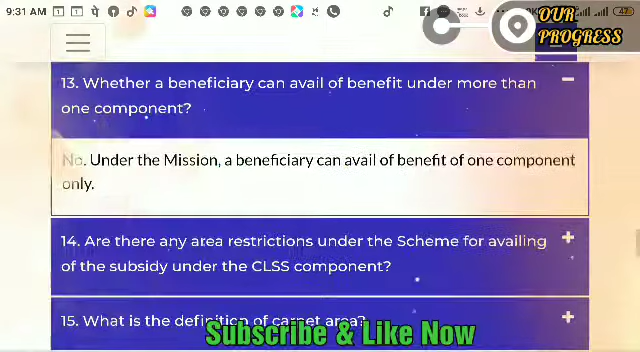 9:31 AM
OUR
PROGRESS
13. Whether a beneficiary can avail of benefit under more than
one component?
No. Under the Mission, a beneficiary can avail of benefit of one component
only.
14. Are there any area restrictions under the Scheme for availing
of the subsidy under the CLSS component?
15. What is the definition of carpet area?
Subscribe & Like Now